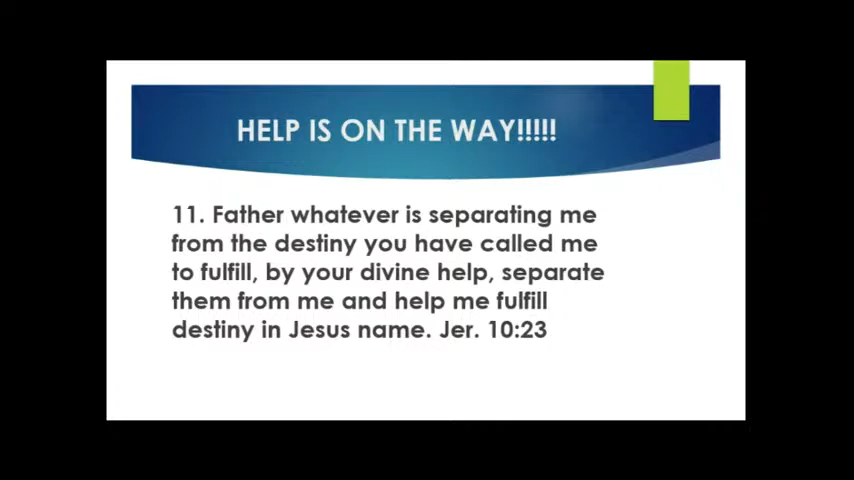 HELP IS ON THE WAY!!!!!
11. Father whatever is separating me
from the destiny you have called me
to fulfill, by your divine help, separate
them from me and help me fulfill
destiny in Jesus name. Jer. 10:23